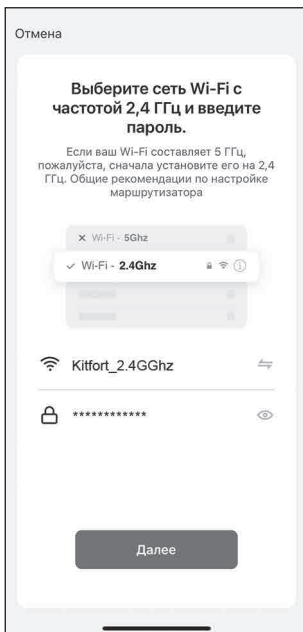 Отмена
Выберите сеть Wi-Fi с
частотой 2,4 ГГц и введите
пароль.
Если ваш Wi-Fi составляет 5 ГГц,
пожалуйста, сначала установите его на 2,4
ГГц. Общие рекомендации по настройке
маршрутизатора
Wi-Fi - 5Ghz
Wi-Fi - 2.4Ghz
Kitfort_2.4GGhz
************
Далее